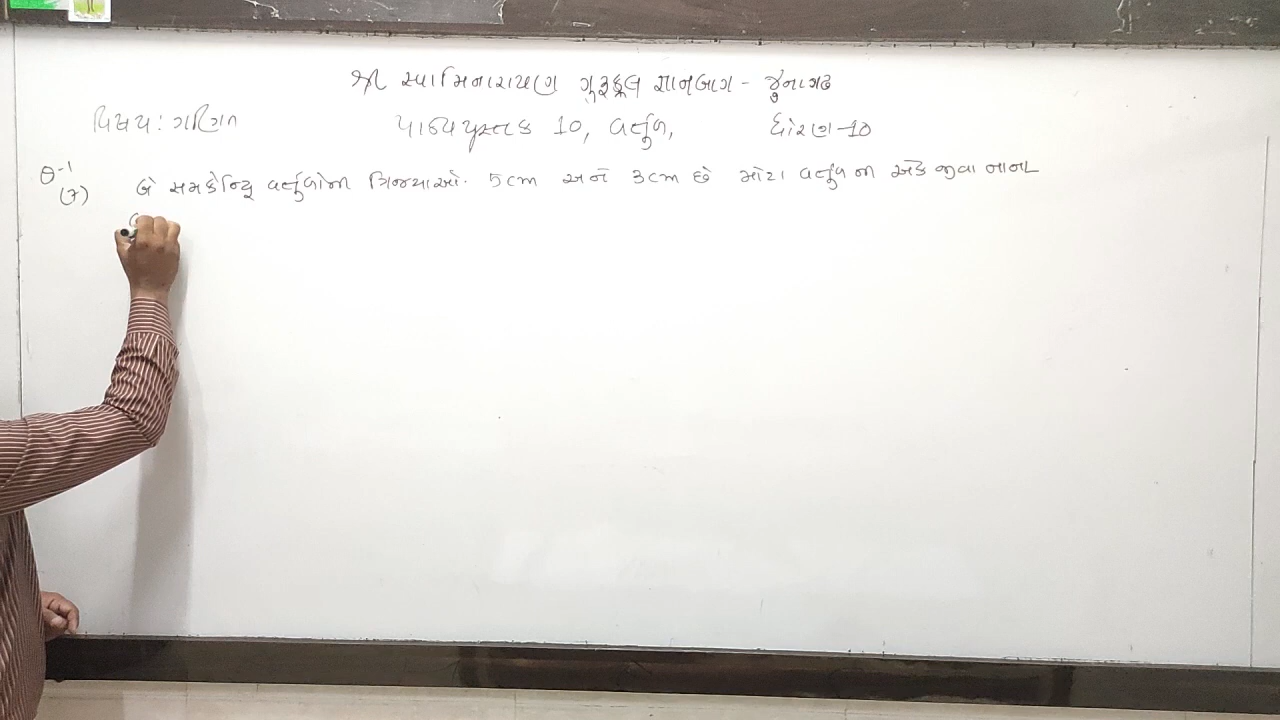 શ્રી સ્વામિનારાયણ ગુરુકુલ જ્ઞાનબાગ - જુનાગઢ
વિષય: ગણિત પાઠ્યપુસ્તક 10, વર્તુળ, ધોરણ-10
θ-1
(7) બે સમકેન્દ્રિ વર્તુળોની ત્રિજ્યાઓ. 5cm અને 3cm છે મોટા વર્તુળ ની એક જીવા નાના